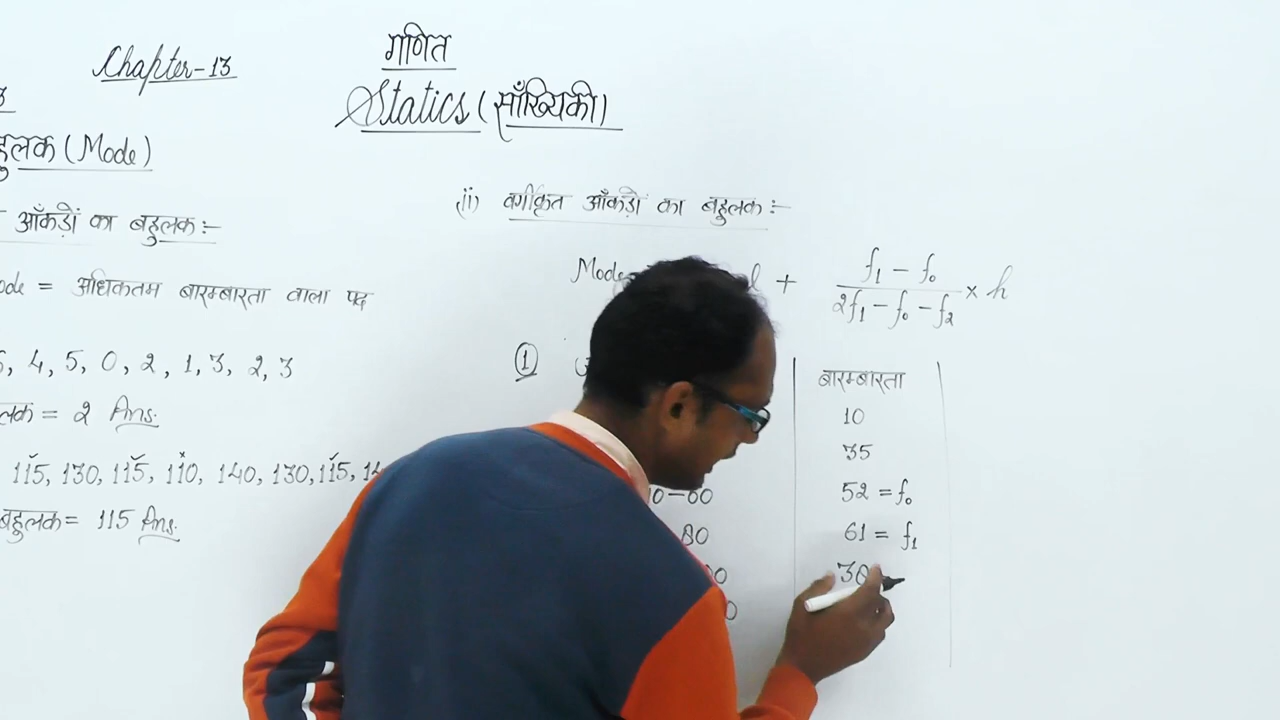 Chapter-13
गणित
Statics (साँख्यिकी)
हुलक (Mode)
आँकड़ों का बहुलक :-
ode = अधिकतम बारम्बारता वाला पद
, 4, 5, 0, 2, 1, 3, 2, 3
लक = 2 Ans.
115, 130, 115, 110, 140, 130, 115, 14
बहुलक = 115 Ans.
(ii) वर्गीकृत आँकड़ों का बहुलक :-
Mode l + f₁ - f₀ / 2f₁ - f₀ - f₂ × h
①
बारम्बारता
10
35
0-60 52 = f₀
80 61 = f₁